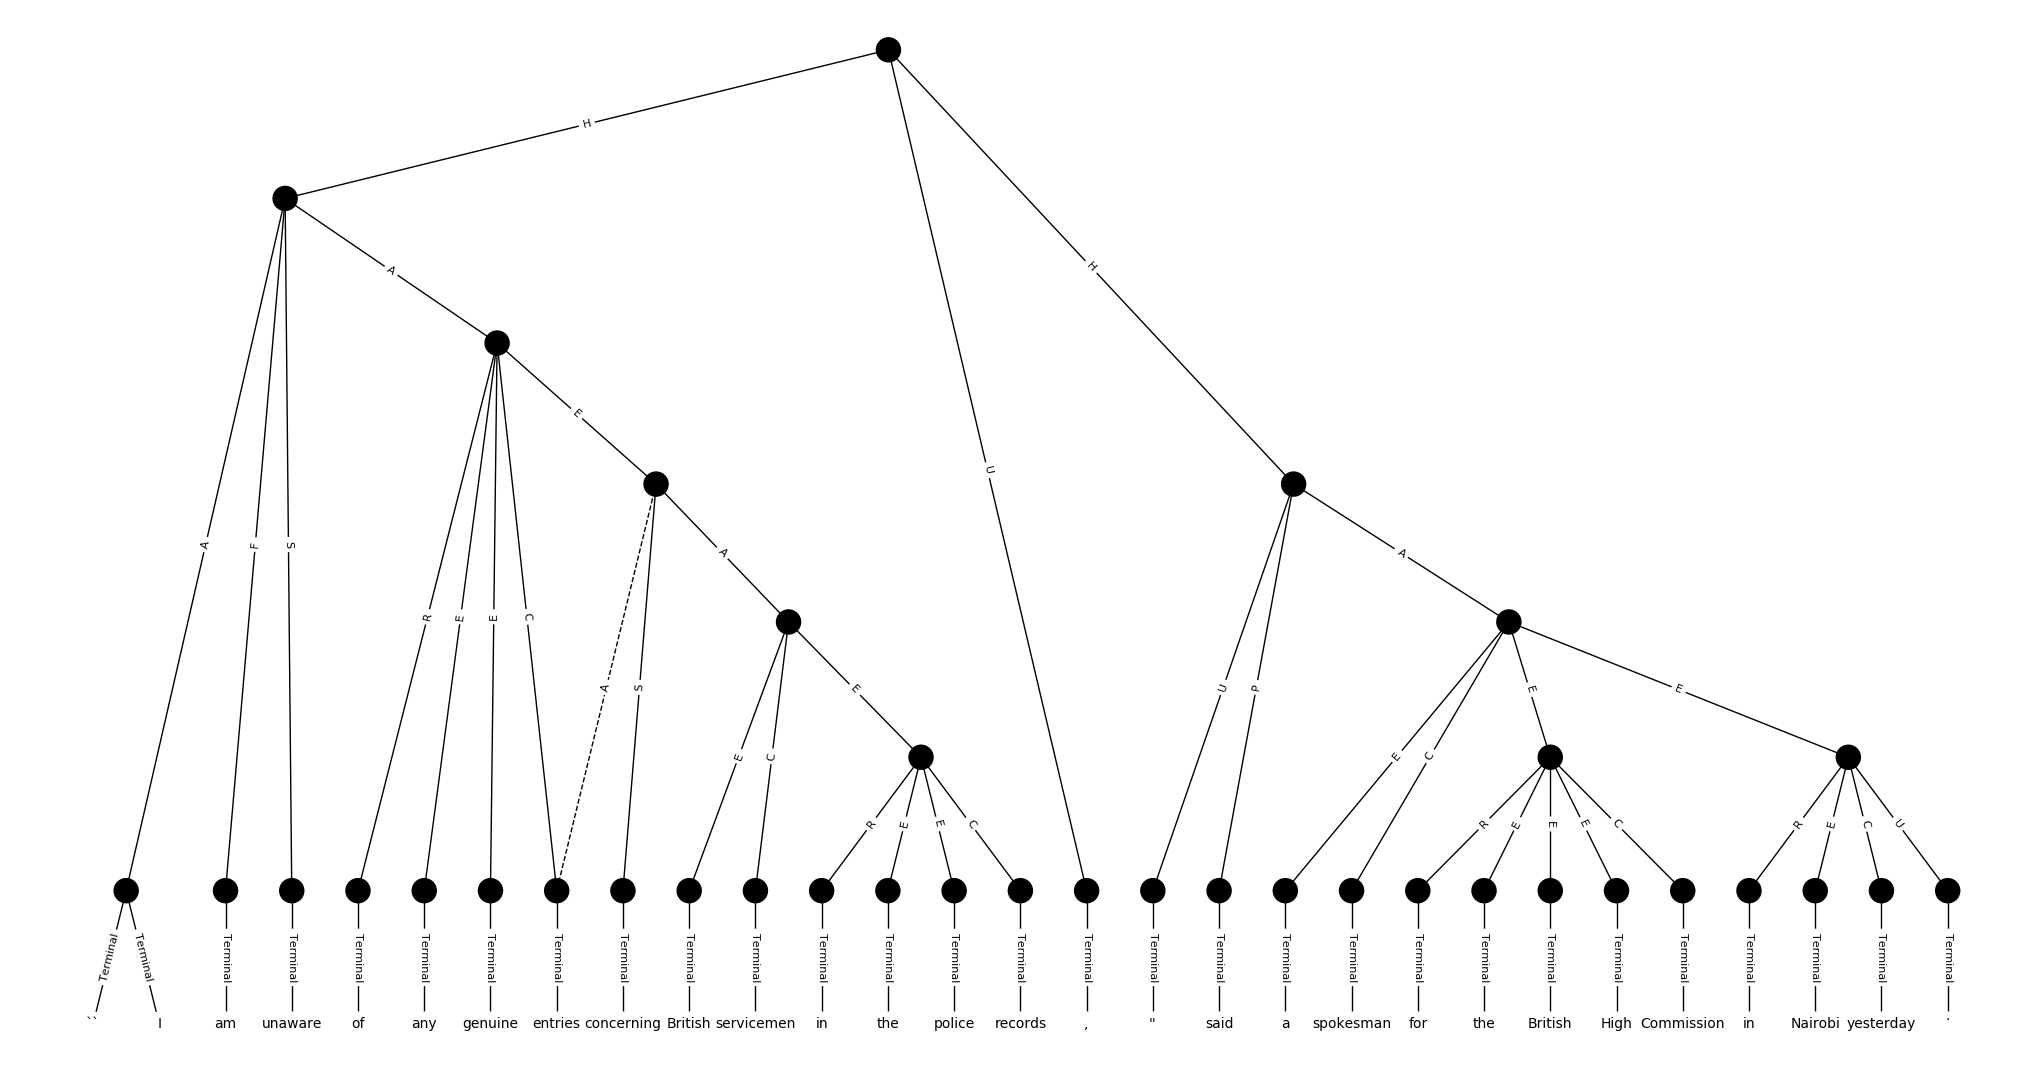 H
H
A
A
F
S
A
U
E
R
E
E
C
A
S
A
U
P
A
E
C
E
E
C
E
E
R
E
E
C
R
E
E
E
C
R
E
C
U
Terminal Terminal Terminal Terminal Terminal Terminal Terminal Terminal Terminal Terminal Terminal Terminal Terminal Terminal Terminal Terminal Terminal Terminal Terminal Terminal Terminal Terminal Terminal Terminal Terminal Terminal Terminal Terminal Terminal
`` I am unaware of any genuine entries concerning British servicemen in the police records , " said a spokesman for the British High Commission in Nairobi yesterday .